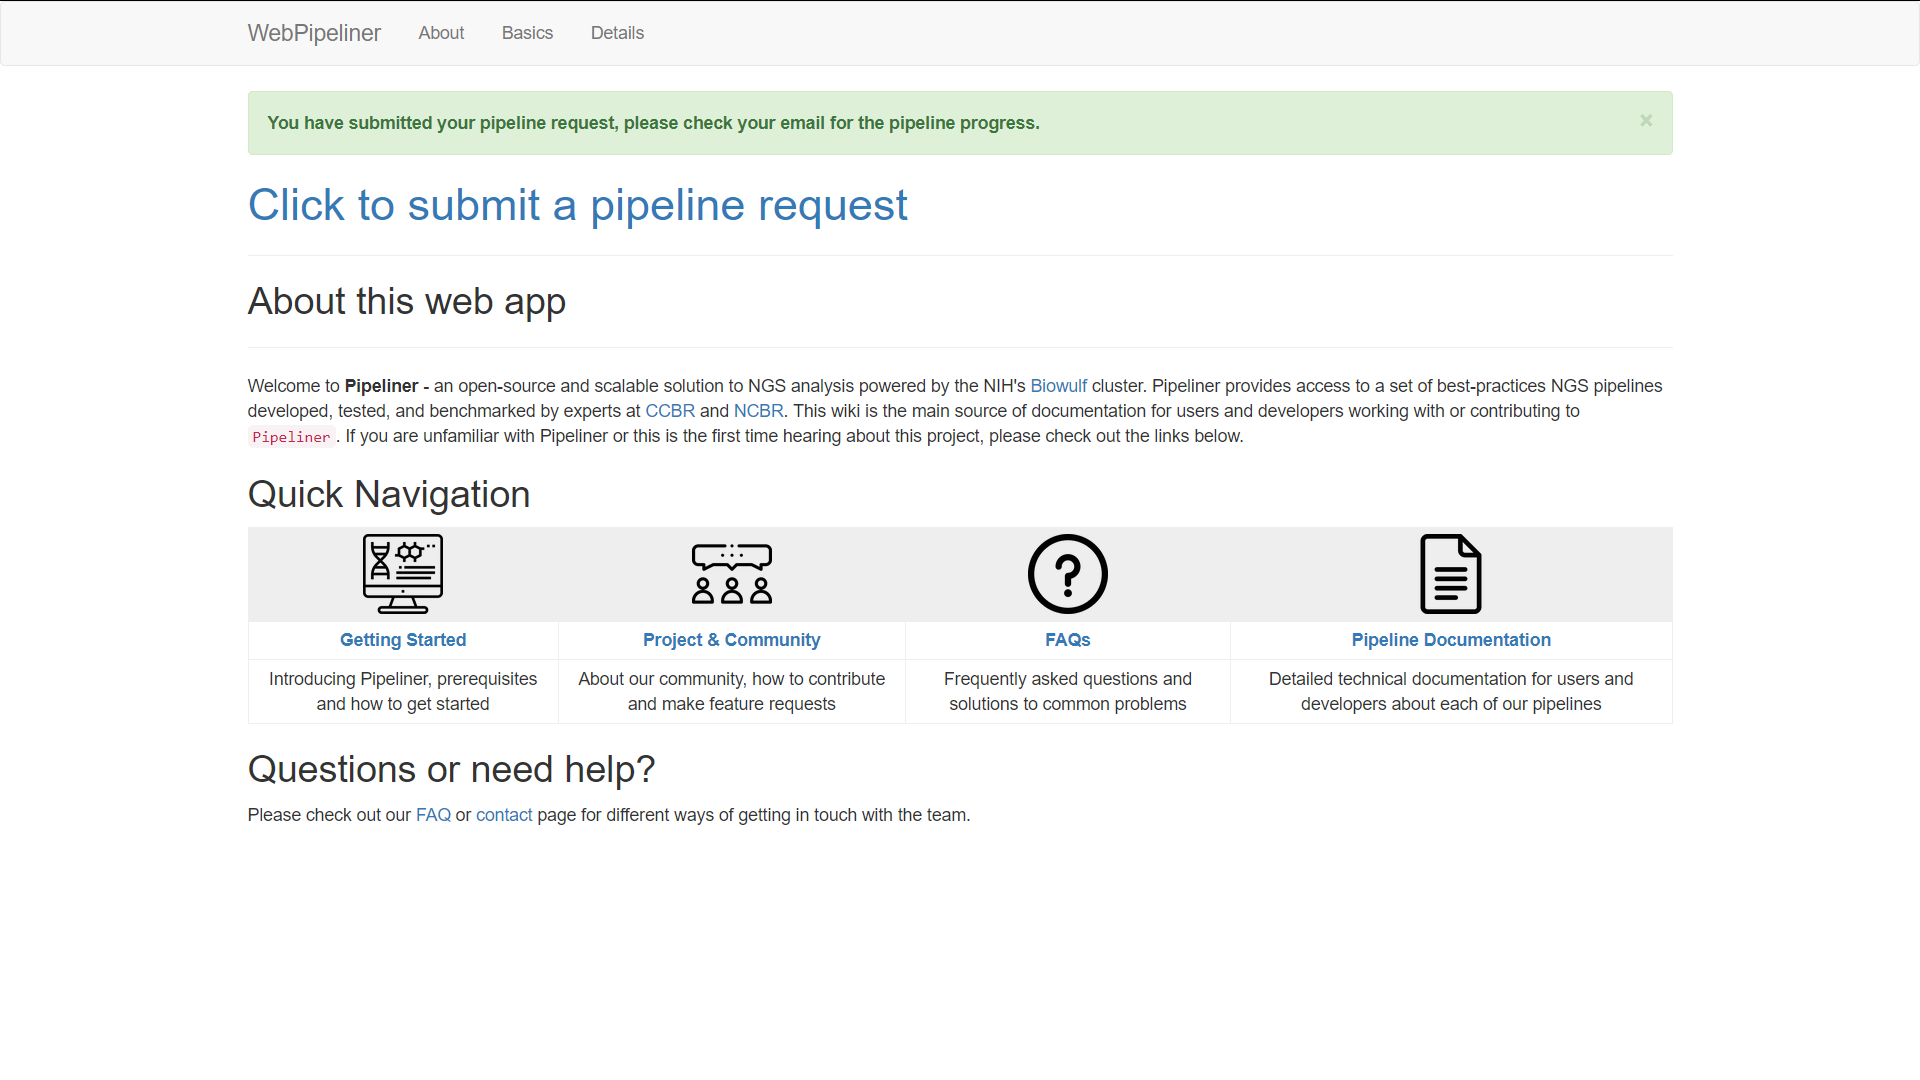 WebPipeliner About Basics Details
You have submitted your pipeline request, please check your email for the pipeline progress. ×
Click to submit a pipeline request
About this web app
Welcome to Pipeliner - an open-source and scalable solution to NGS analysis powered by the NIH's Biowulf cluster. Pipeliner provides access to a set of best-practices NGS pipelines
developed, tested, and benchmarked by experts at CCBR and NCBR. This wiki is the main source of documentation for users and developers working with or contributing to
Pipeliner. If you are unfamiliar with Pipeliner or this is the first time hearing about this project, please check out the links below.
Quick Navigation
Getting Started
Project & Community
FAQs
Pipeline Documentation
Introducing Pipeliner, prerequisites
and how to get started
About our community, how to contribute
and make feature requests
Frequently asked questions and
solutions to common problems
Detailed technical documentation for users and
developers about each of our pipelines
Questions or need help?
Please check out our FAQ or contact page for different ways of getting in touch with the team.